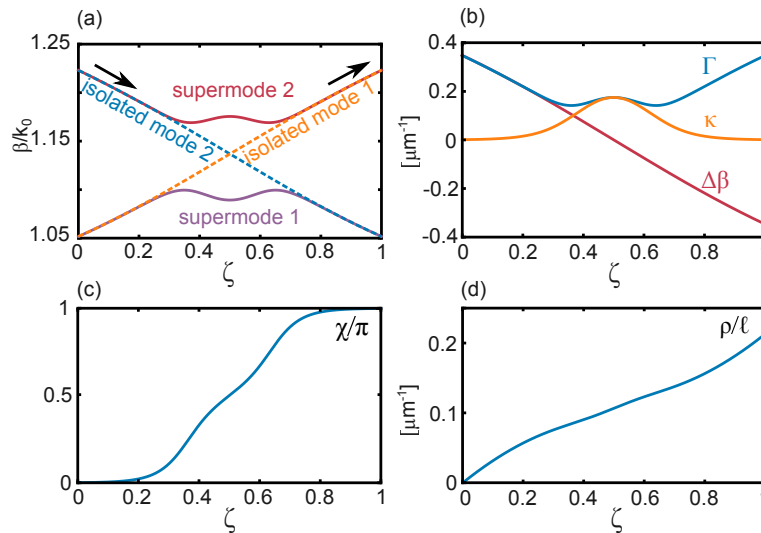 (a)
1.25
1.15
1.05
β/k₀
supermode 2
isolated mode 2
isolated mode 1
supermode 1
0 0.2 0.4 0.6 0.8 1
ζ
(b)
0.4
0.2
0
-0.2
-0.4
[μm⁻¹]
Γ
κ
Δβ
0 0.2 0.4 0.6 0.8 1
ζ
(c)
1
0.5
0
χ/π
0 0.2 0.4 0.6 0.8 1
ζ
(d)
0.2
0.1
0
[μm⁻¹]
ρ/ℓ
0 0.2 0.4 0.6 0.8 1
ζ